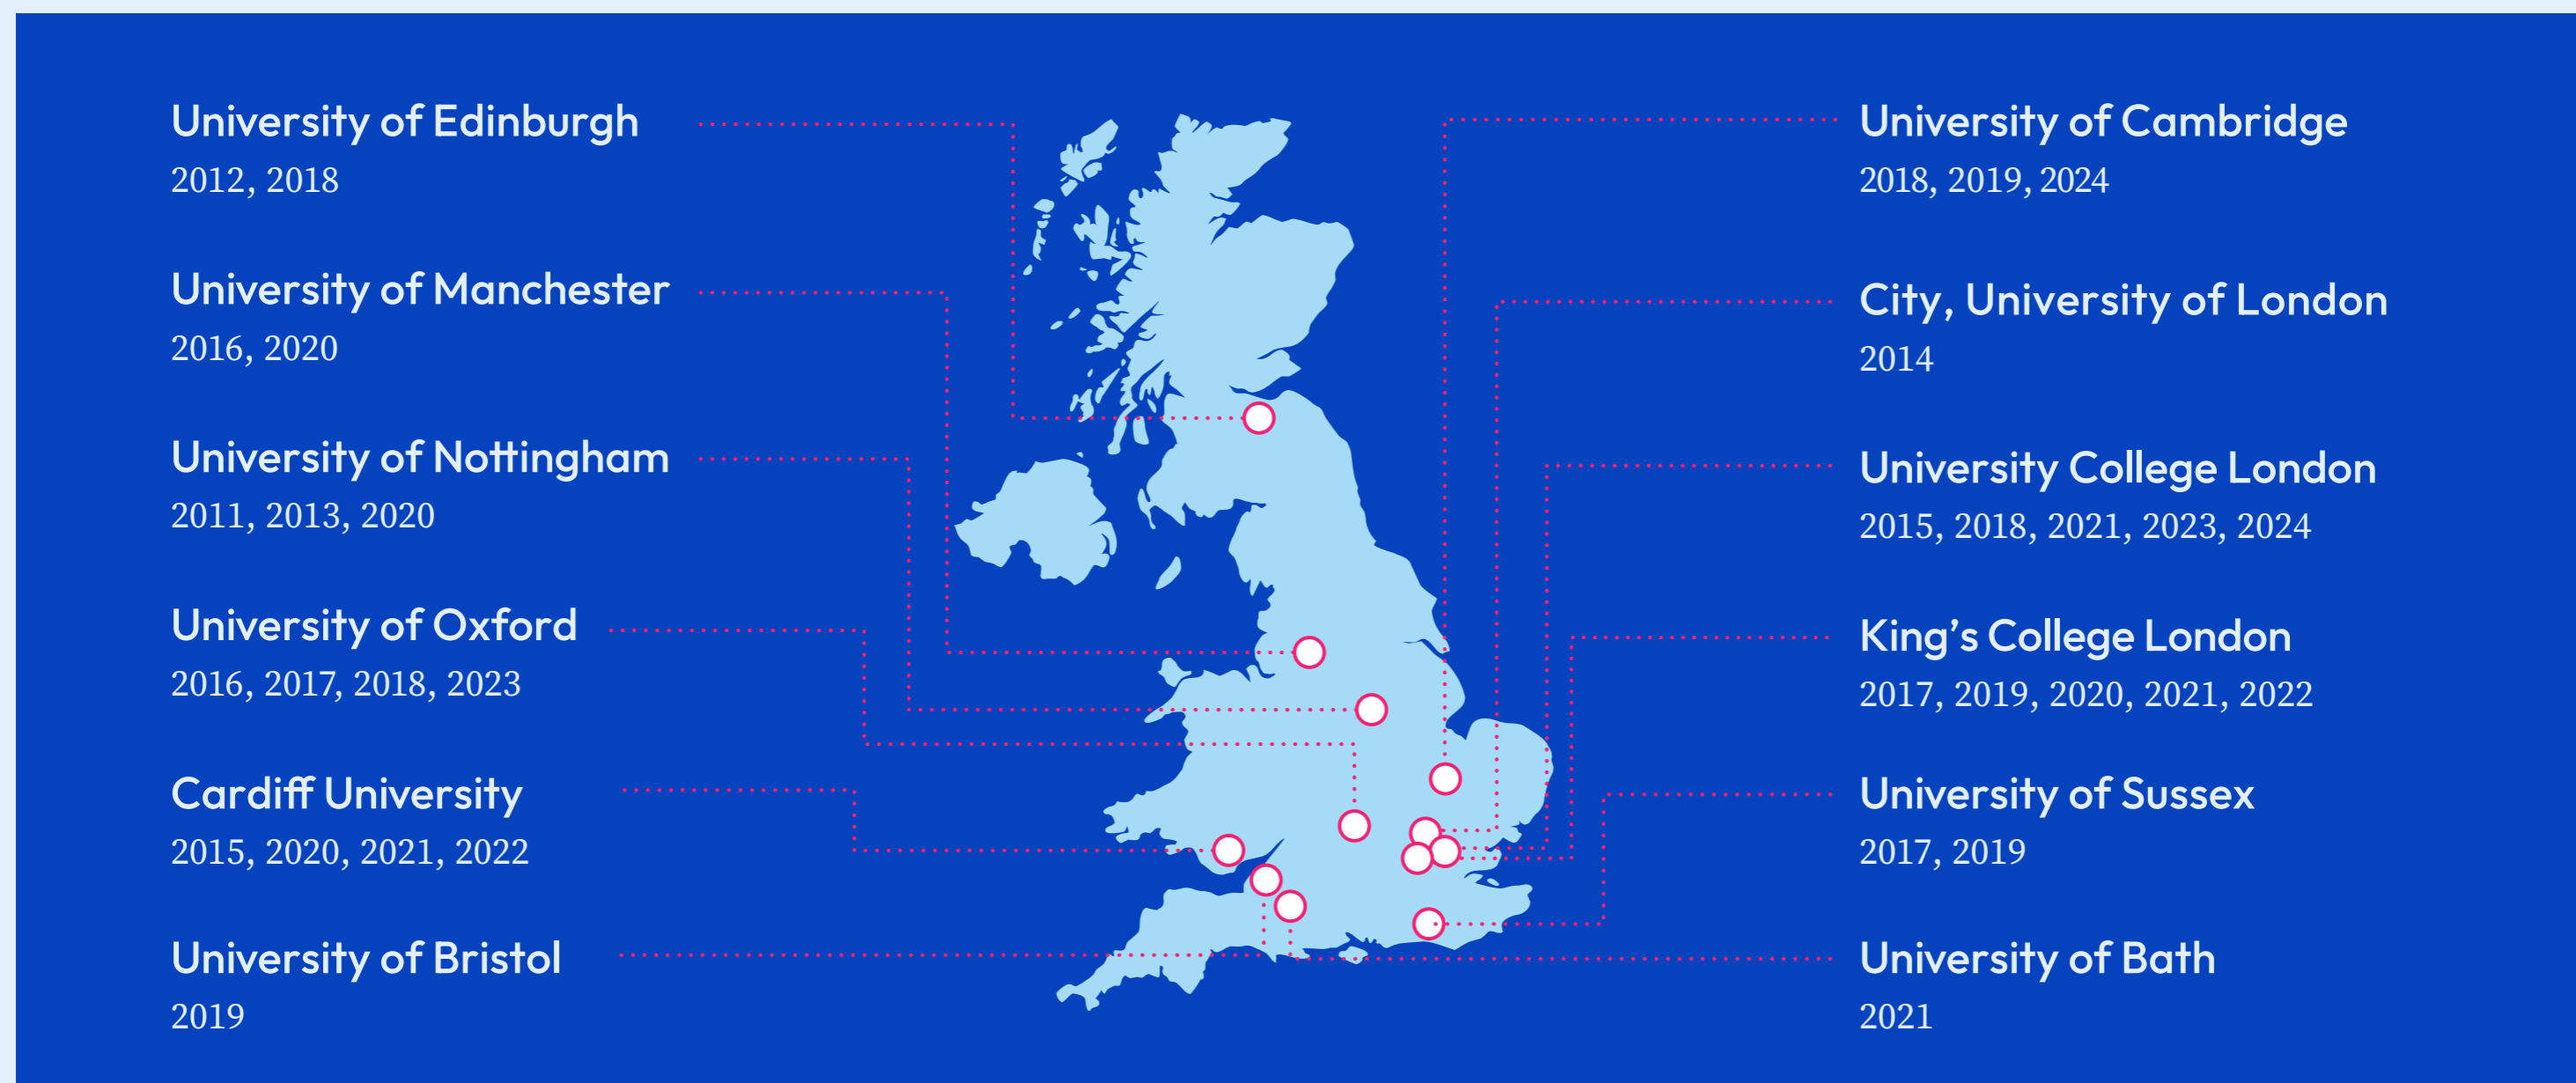 University of Edinburgh
2012, 2018
University of Manchester
2016, 2020
University of Nottingham
2011, 2013, 2020
University of Oxford
2016, 2017, 2018, 2023
Cardiff University
2015, 2020, 2021, 2022
University of Bristol
2019
University of Cambridge
2018, 2019, 2024
City, University of London
2014
University College London
2015, 2018, 2021, 2023, 2024
King’s College London
2017, 2019, 2020, 2021, 2022
University of Sussex
2017, 2019
University of Bath
2021